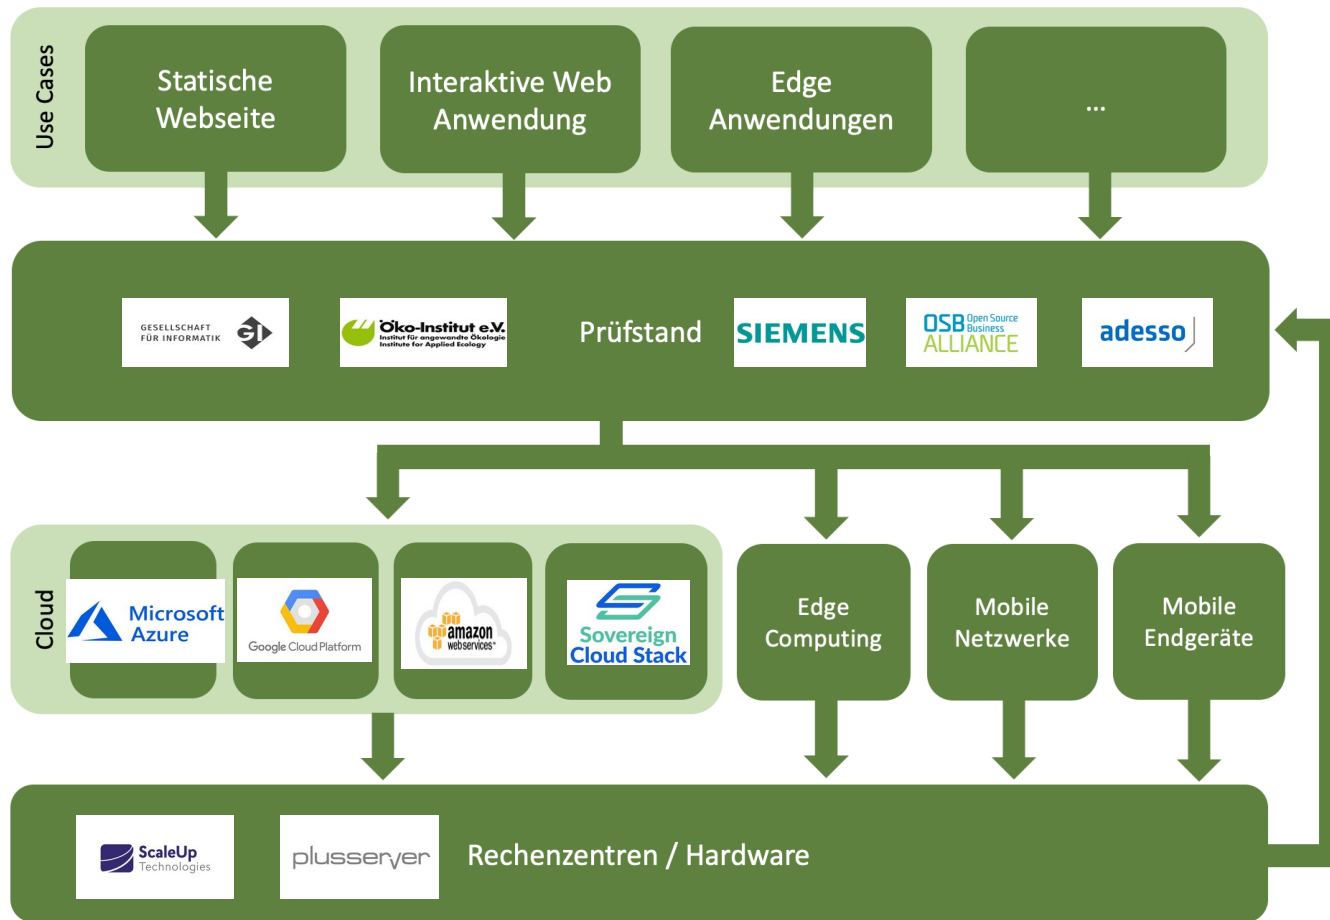 Use Cases
Statische
Webseite
Interaktive Web
Anwendung
Edge
Anwendungen
...
GESELLSCHAFT
FÜR INFORMATIK
GI
Öko-Institut e.V.
Institut für angewandte Ökologie
Institute for Applied Ecology
Prüfstand
SIEMENS
OSB Open Source
Business
ALLIANCE
adesso
Cloud
Microsoft
Azure
Google Cloud Platform
amazon
webservices™
Sovereign
Cloud Stack
Edge
Computing
Mobile
Netzwerke
Mobile
Endgeräte
ScaleUp
Technologies
plusserver
Rechenzentren / Hardware